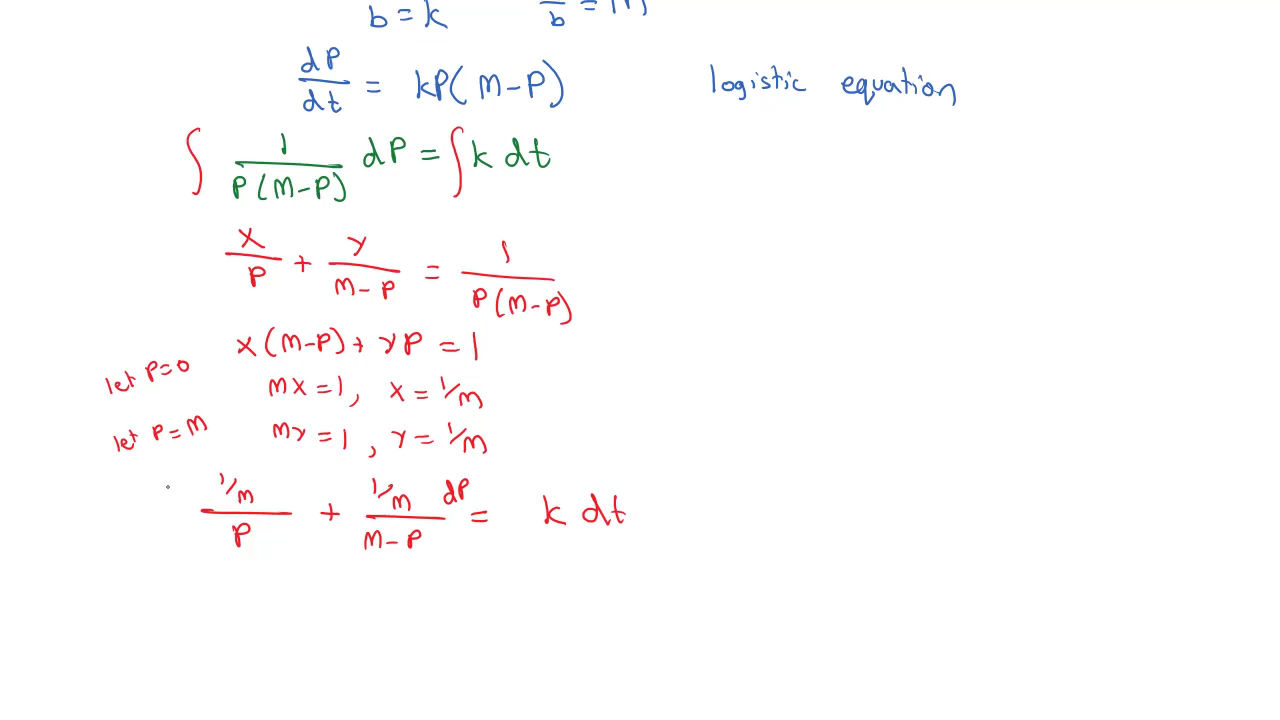 b = k    /b = M
dP/dt = kP(M-P)    logistic equation
∫ 1/P(M-P) dP = ∫ k dt
x/P + y/M-P = 1/P(M-P)
x(M-P) + yP = 1
let P=0    Mx = 1, x = 1/M
let P=M    My = 1, y = 1/M
1/M/P + 1/M/M-P dP = k dt